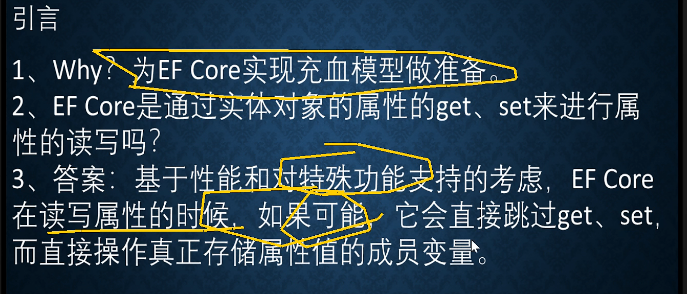 引言
1、Why？为EF Core实现充血模型做准备。
2、EF Core是通过实体对象的属性的get、set来进行属
性的读写吗？
3、答案：基于性能和对特殊功能支持的考虑，EF Core
在读写属性的时候，如果可能，它会直接跳过get、set，
而直接操作真正存储属性值的成员变量。